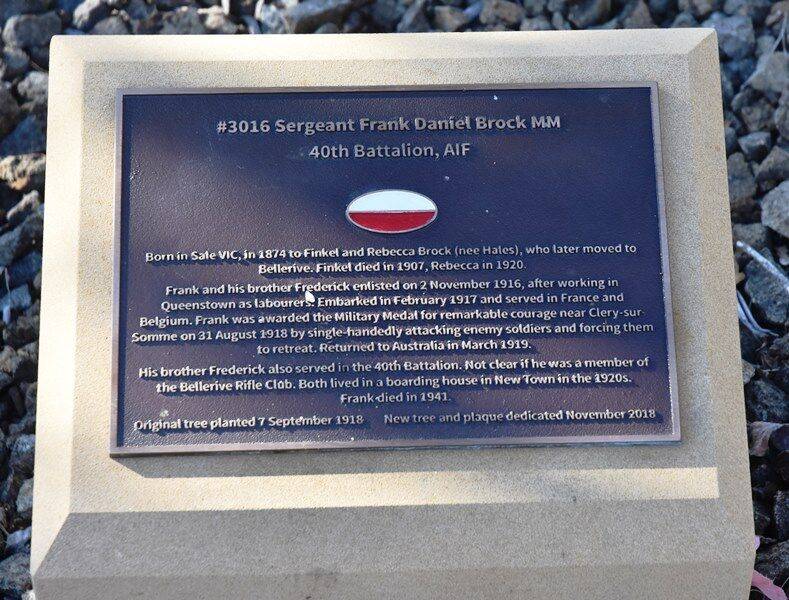 #3016 Sergeant Frank Daniel Brock MM
40th Battalion, AIF
Born in Sale VIC, in 1874 to Finkel and Rebecca Brock (nee Hales), who later moved to
Bellerive. Finkel died in 1907, Rebecca in 1920.
Frank and his brother Frederick enlisted on 2 November 1916, after working in
Queenstown as labourers. Embarked in February 1917 and served in France and
Belgium. Frank was awarded the Military Medal for remarkable courage near Clery-sur-
Somme on 31 August 1918 by single-handedly attacking enemy soldiers and forcing them
to retreat. Returned to Australia in March 1919.
His brother Frederick also served in the 40th Battalion. Not clear if he was a member of
the Bellerive Rifle Club. Both lived in a boarding house in New Town in the 1920s.
Frank died in 1941.
Original tree planted 7 September 1918 New tree and plaque dedicated November 2018